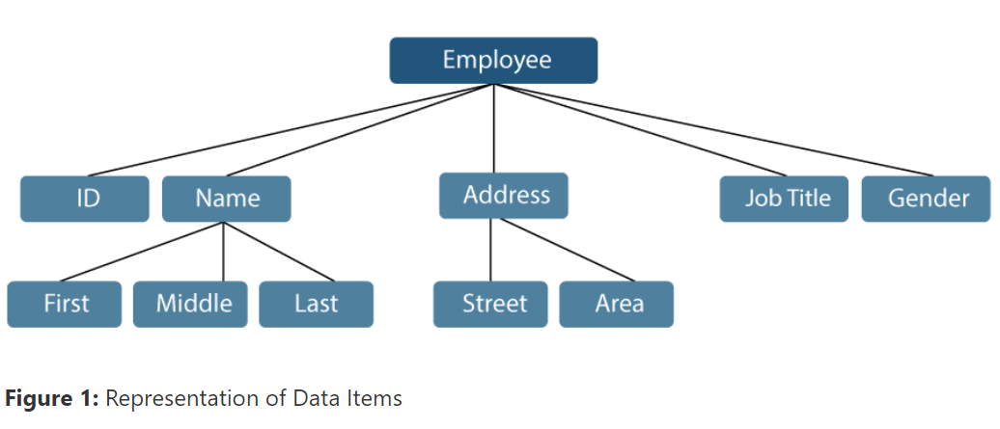 Employee
ID
Name
Address
Job Title
Gender
First
Middle
Last
Street
Area
Figure 1: Representation of Data Items